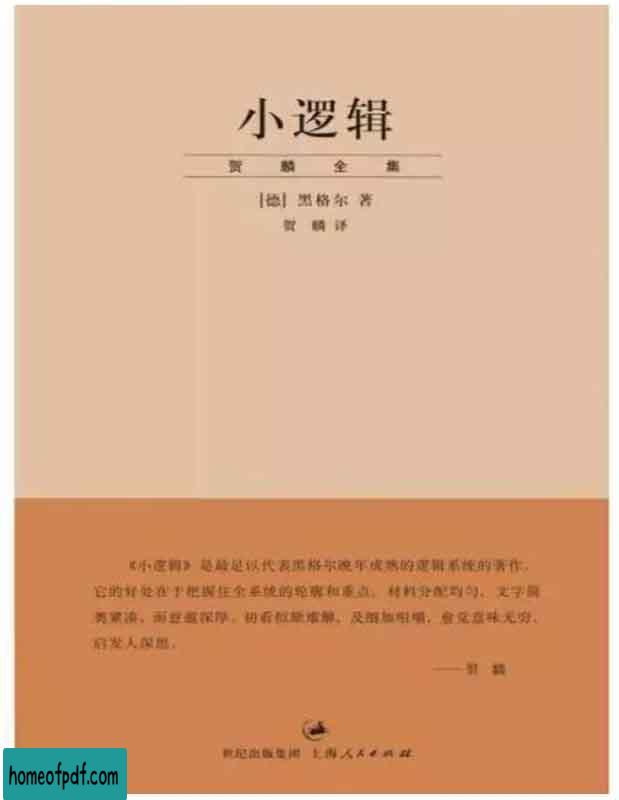 小逻辑
贺麟全集
[德] 黑格尔 著
贺麟 译
《小逻辑》是最足以代表黑格尔晚年成熟的逻辑系统的著作，
它的好处在于把握住全系统的轮廓和重点，材料分配均匀，文字简
奥紧凑，而意蕴深厚，初看似颇难解，及细加咀嚼，愈觉意味无穷，
启发人深思。
——贺麟
世纪出版集团 上海人民出版社
homeofpdf.com